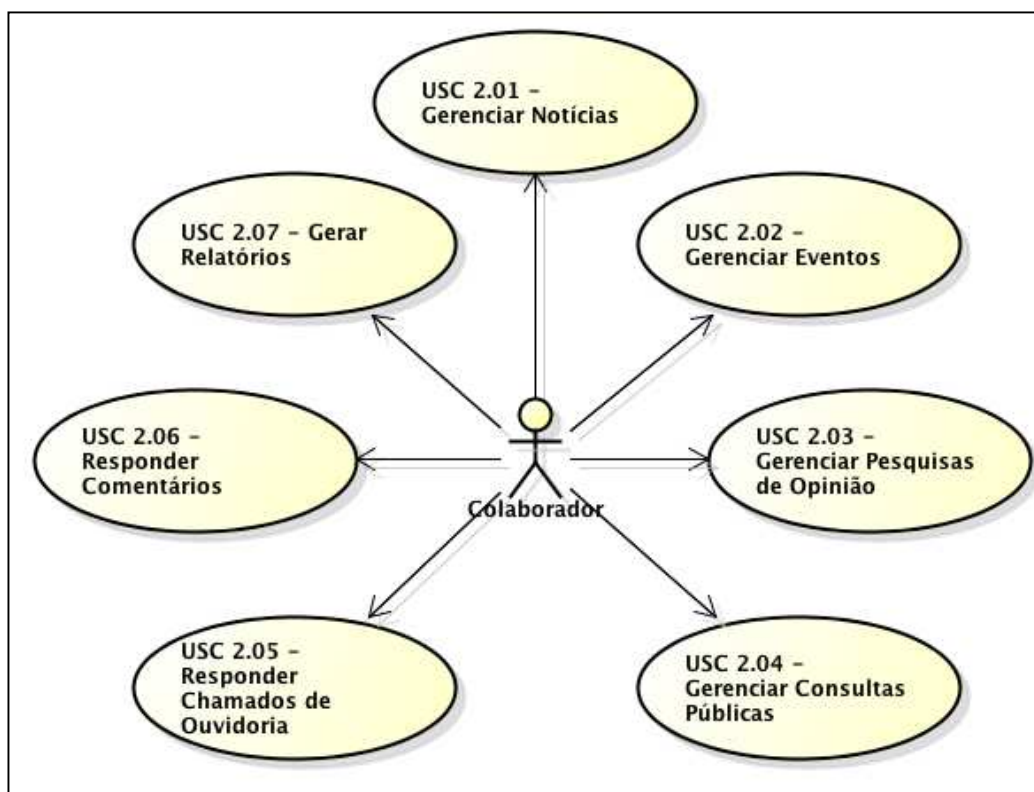 USC 2.01 –
Gerenciar Notícias
USC 2.07 – Gerar
Relatórios
USC 2.02 –
Gerenciar Eventos
USC 2.06 –
Responder
Comentários
USC 2.03 –
Gerenciar Pesquisas
de Opinião
Colaborador
USC 2.05 –
Responder
Chamados de
Ouvidoria
USC 2.04 –
Gerenciar Consultas
Públicas